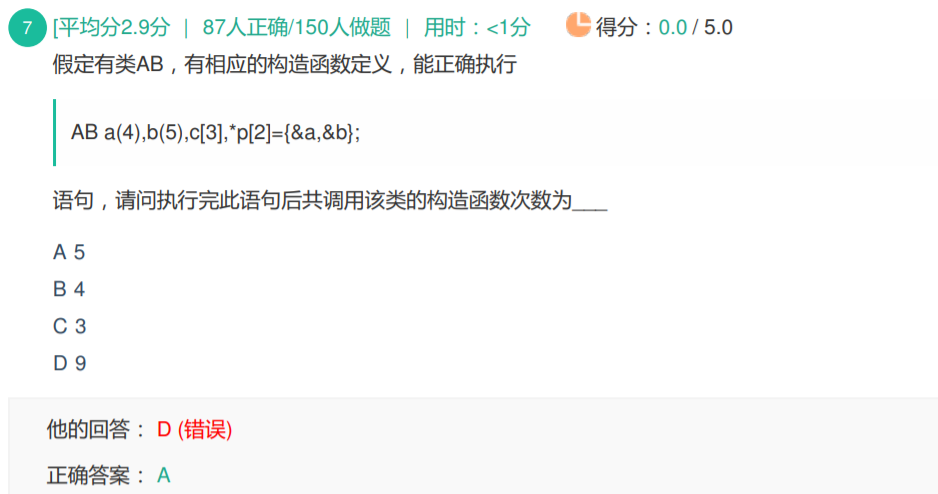 7 [平均分2.9分 | 87人正确/150人做题 | 用时：<1分 得分：0.0 / 5.0
假定有类AB，有相应的构造函数定义，能正确执行
AB a(4),b(5),c[3],*p[2]={&a,&b};
语句，请问执行完此语句后共调用该类的构造函数次数为___
A 5
B 4
C 3
D 9
他的回答： D (错误)
正确答案： A